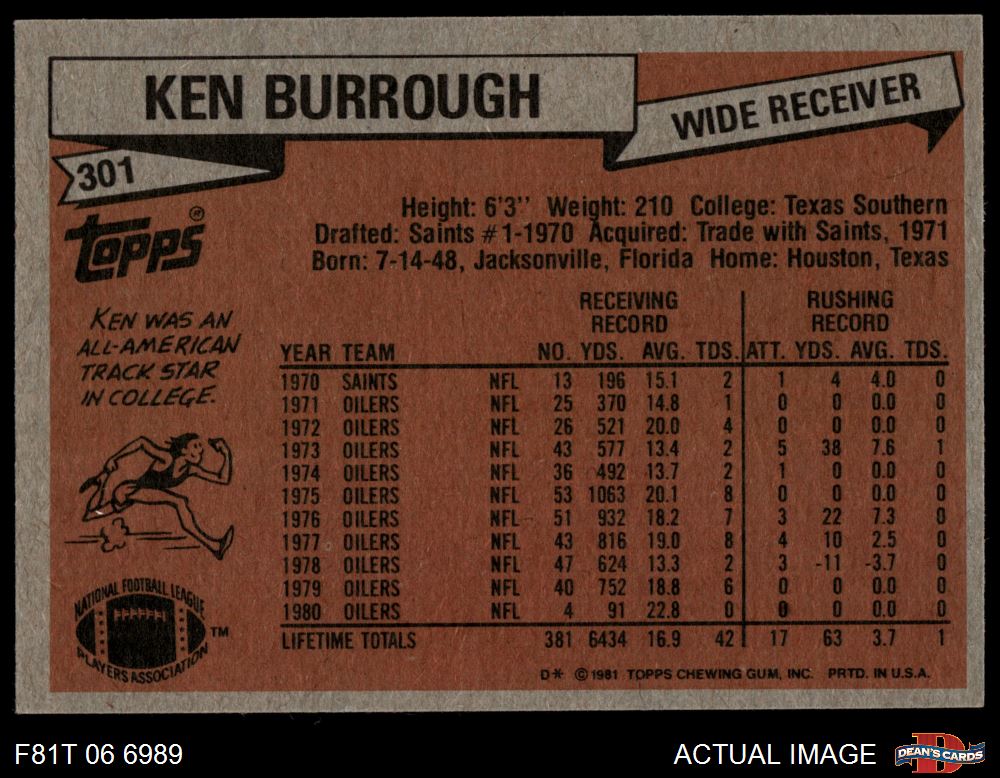 KEN BURROUGH
WIDE RECEIVER
301
Topps®
Height: 6'3'' Weight: 210 College: Texas Southern
Drafted: Saints #1-1970 Acquired: Trade with Saints, 1971
Born: 7-14-48, Jacksonville, Florida Home: Houston, Texas
KEN WAS AN
ALL-AMERICAN
TRACK STAR
IN COLLEGE.
RECEIVING RUSHING
RECORD RECORD
YEAR TEAM NO. YDS. AVG. TDS. ATT. YDS. AVG. TDS.
1970 SAINTS NFL 13 196 15.1 2 1 4 4.0 0
1971 OILERS NFL 25 370 14.8 1 0 0 0.0 0
1972 OILERS NFL 26 521 20.0 4 0 0 0.0 0
1973 OILERS NFL 43 577 13.4 2 5 38 7.6 1
1974 OILERS NFL 36 492 13.7 2 1 0 0.0 0
1975 OILERS NFL 53 1063 20.1 8 0 0 0.0 0
1976 OILERS NFL 51 932 18.2 7 3 22 7.3 0
1977 OILERS NFL 43 816 19.0 8 4 10 2.5 0
1978 OILERS NFL 47 624 13.3 2 3 -11 -3.7 0
1979 OILERS NFL 40 752 18.8 6 0 0 0.0 0
1980 OILERS NFL 4 91 22.8 0 0 0 0.0 0
LIFETIME TOTALS 381 6434 16.9 42 17 63 3.7 1
NATIONAL FOOTBALL LEAGUE
PLAYERS ASSOCIATION
TM
D* ©1981 TOPPS CHEWING GUM, INC. PRTD. IN U.S.A.
F81T 06 6989
ACTUAL IMAGE
D
DEAN'S CARDS